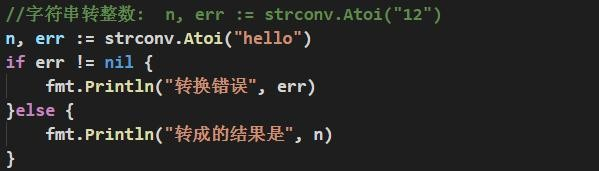 //字符串转整数:  n, err := strconv.Atoi("12")
n, err := strconv.Atoi("hello")
if err != nil {
    fmt.Println("转换错误", err)
}else {
    fmt.Println("转成的结果是", n)
}